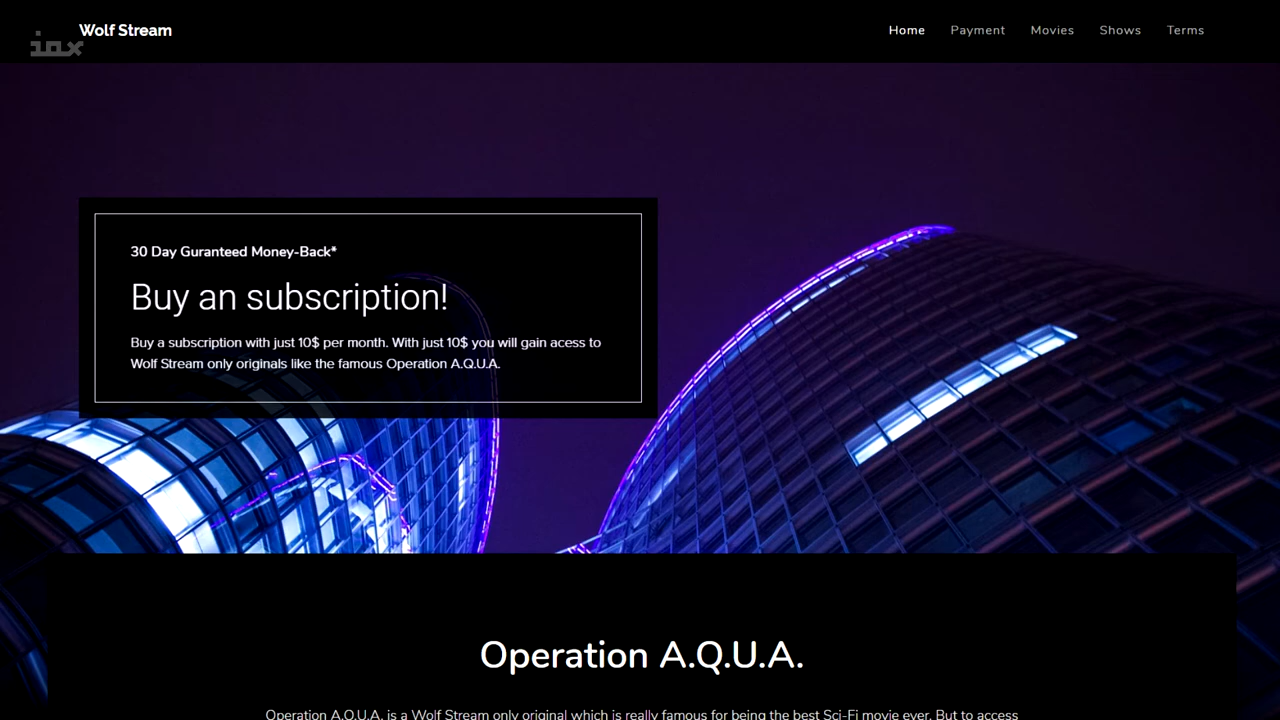 Wolf Stream
Home Payment Movies Shows Terms
inx
30 Day Guranteed Money-Back*
Buy an subscription!
Buy a subscription with just 10$ per month. With just 10$ you will gain acess to
Wolf Stream only originals like the famous Operation A.Q.U.A.
Operation A.Q.U.A.
Operation A.Q.U.A. is a Wolf Stream only original which is really famous for being the best Sci-Fi movie ever. But to access